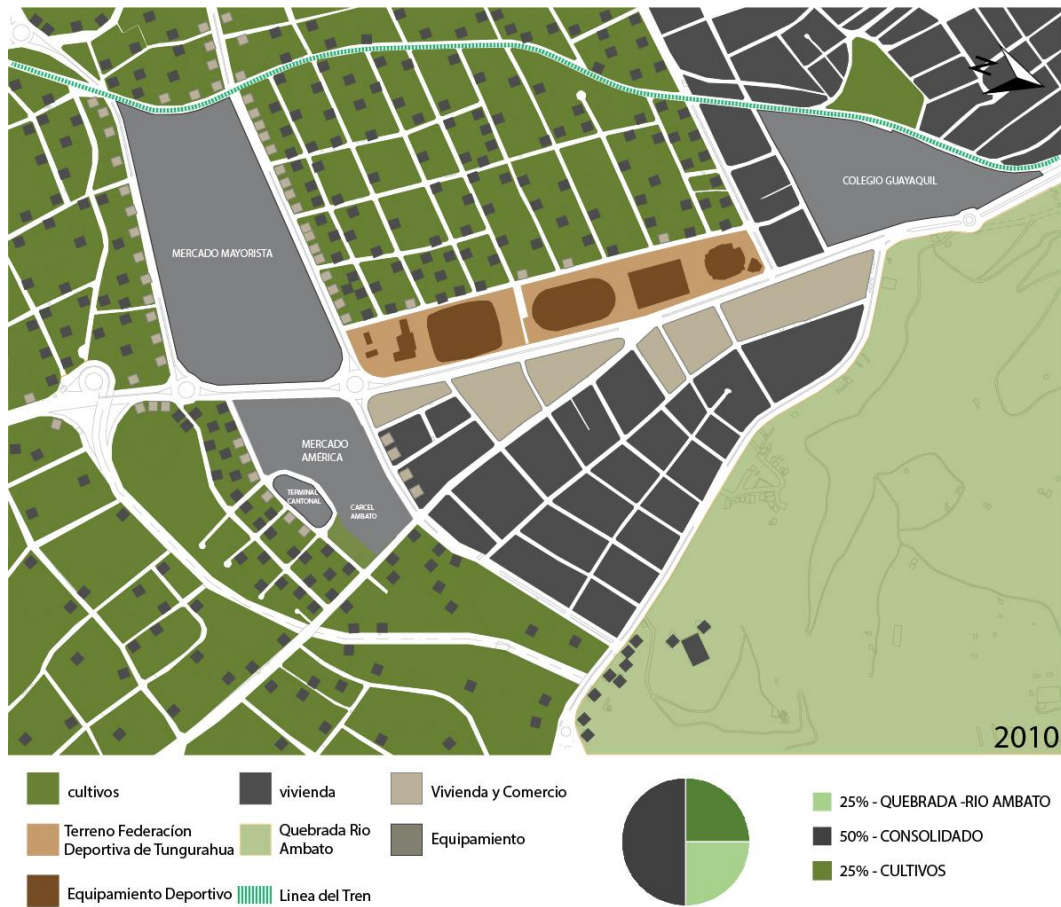 N
COLEGIO GUAYAQUIL
MERCADO MAYORISTA
MERCADO
AMÉRICA
TERMINAL
CANTONAL
CARCEL
AMBATO
2010
cultivos
vivienda
Vivienda y Comercio
Terreno Federacíon
Deportiva de Tungurahua
Quebrada Rio
Ambato
Equipamiento
Equipamiento Deportivo
Linea del Tren
25% - QUEBRADA -RIO AMBATO
50% - CONSOLIDADO
25% - CULTIVOS